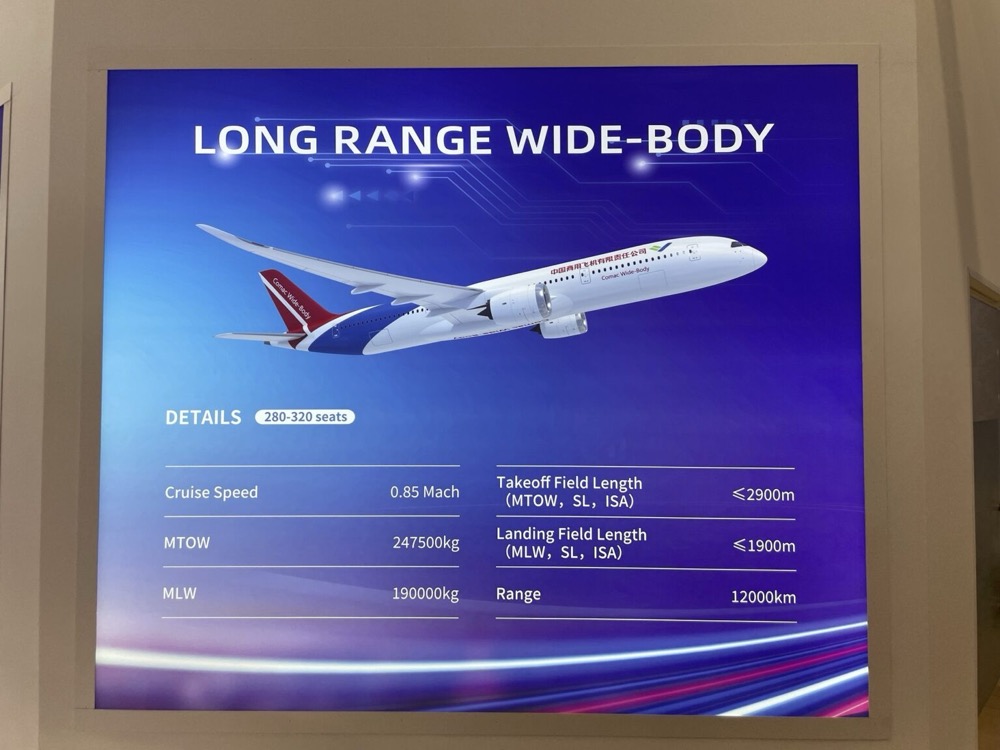 LONG RANGE WIDE-BODY
中国商用飞机有限责任公司
Comac Wide-Body
Comac Wide-Body
DETAILS 280-320 seats
Cruise Speed 0.85 Mach
MTOW 247500kg
MLW 190000kg
Takeoff Field Length
（MTOW，SL，ISA） ≤2900m
Landing Field Length
（MLW，SL，ISA） ≤1900m
Range 12000km